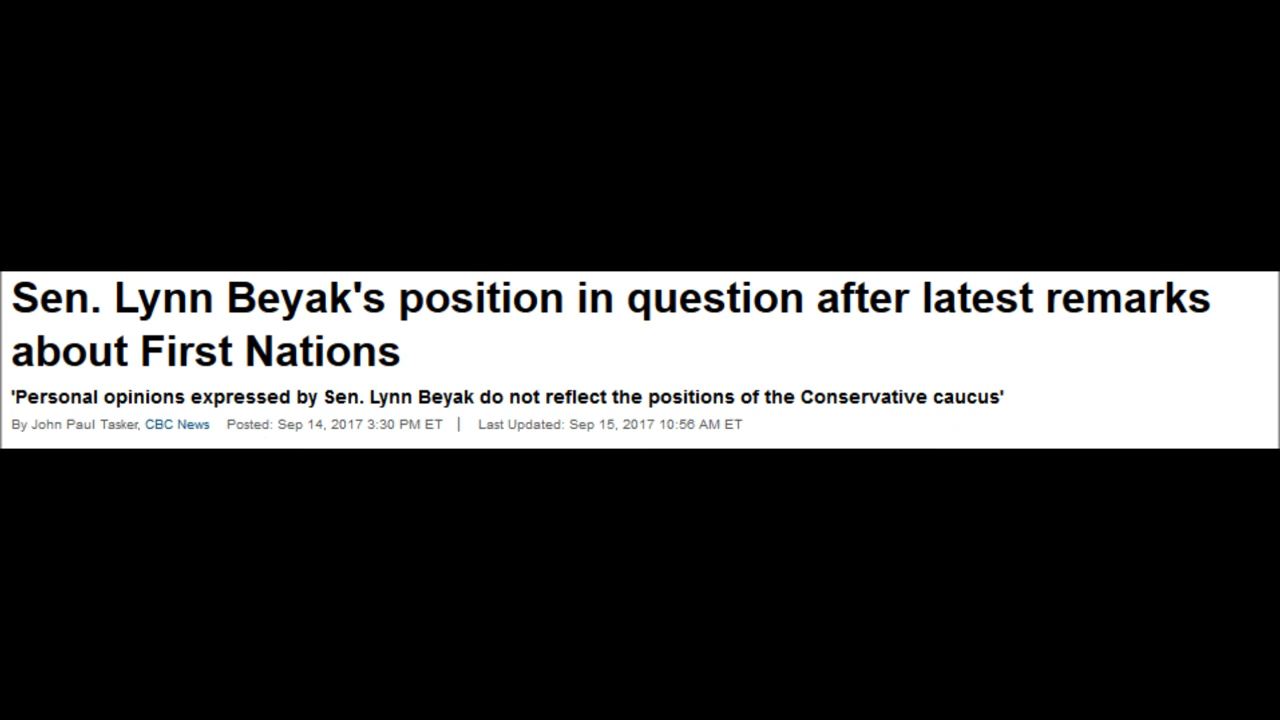 Sen. Lynn Beyak's position in question after latest remarks
about First Nations
'Personal opinions expressed by Sen. Lynn Beyak do not reflect the positions of the Conservative caucus'
By John Paul Tasker, CBC News Posted: Sep 14, 2017 3:30 PM ET | Last Updated: Sep 15, 2017 10:56 AM ET